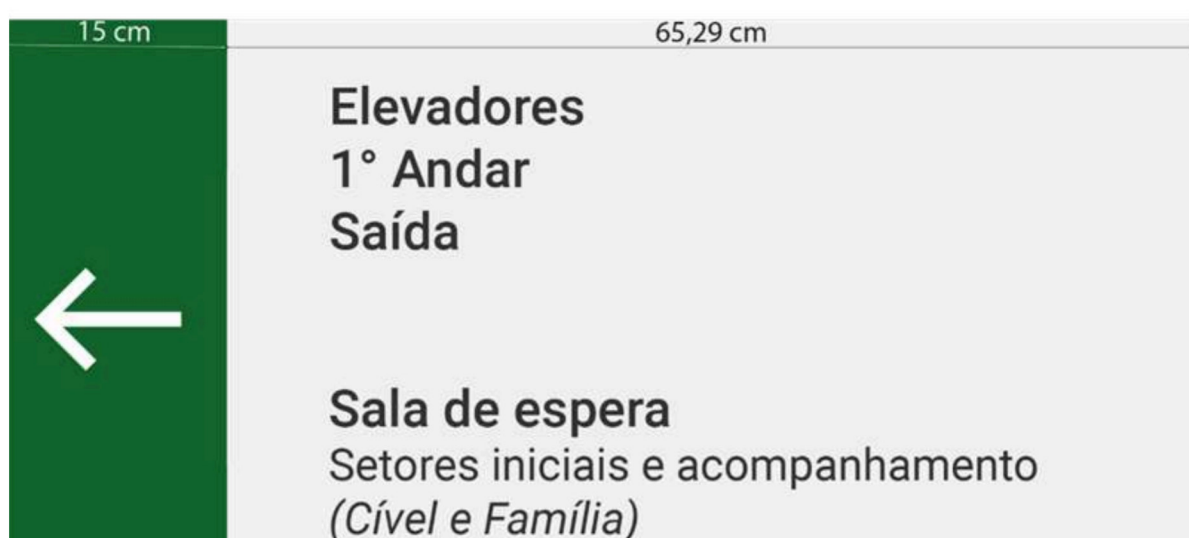 15 cm
65,29 cm
Elevadores
1° Andar
Saída
Sala de espera
Setores iniciais e acompanhamento
(Cível e Família)